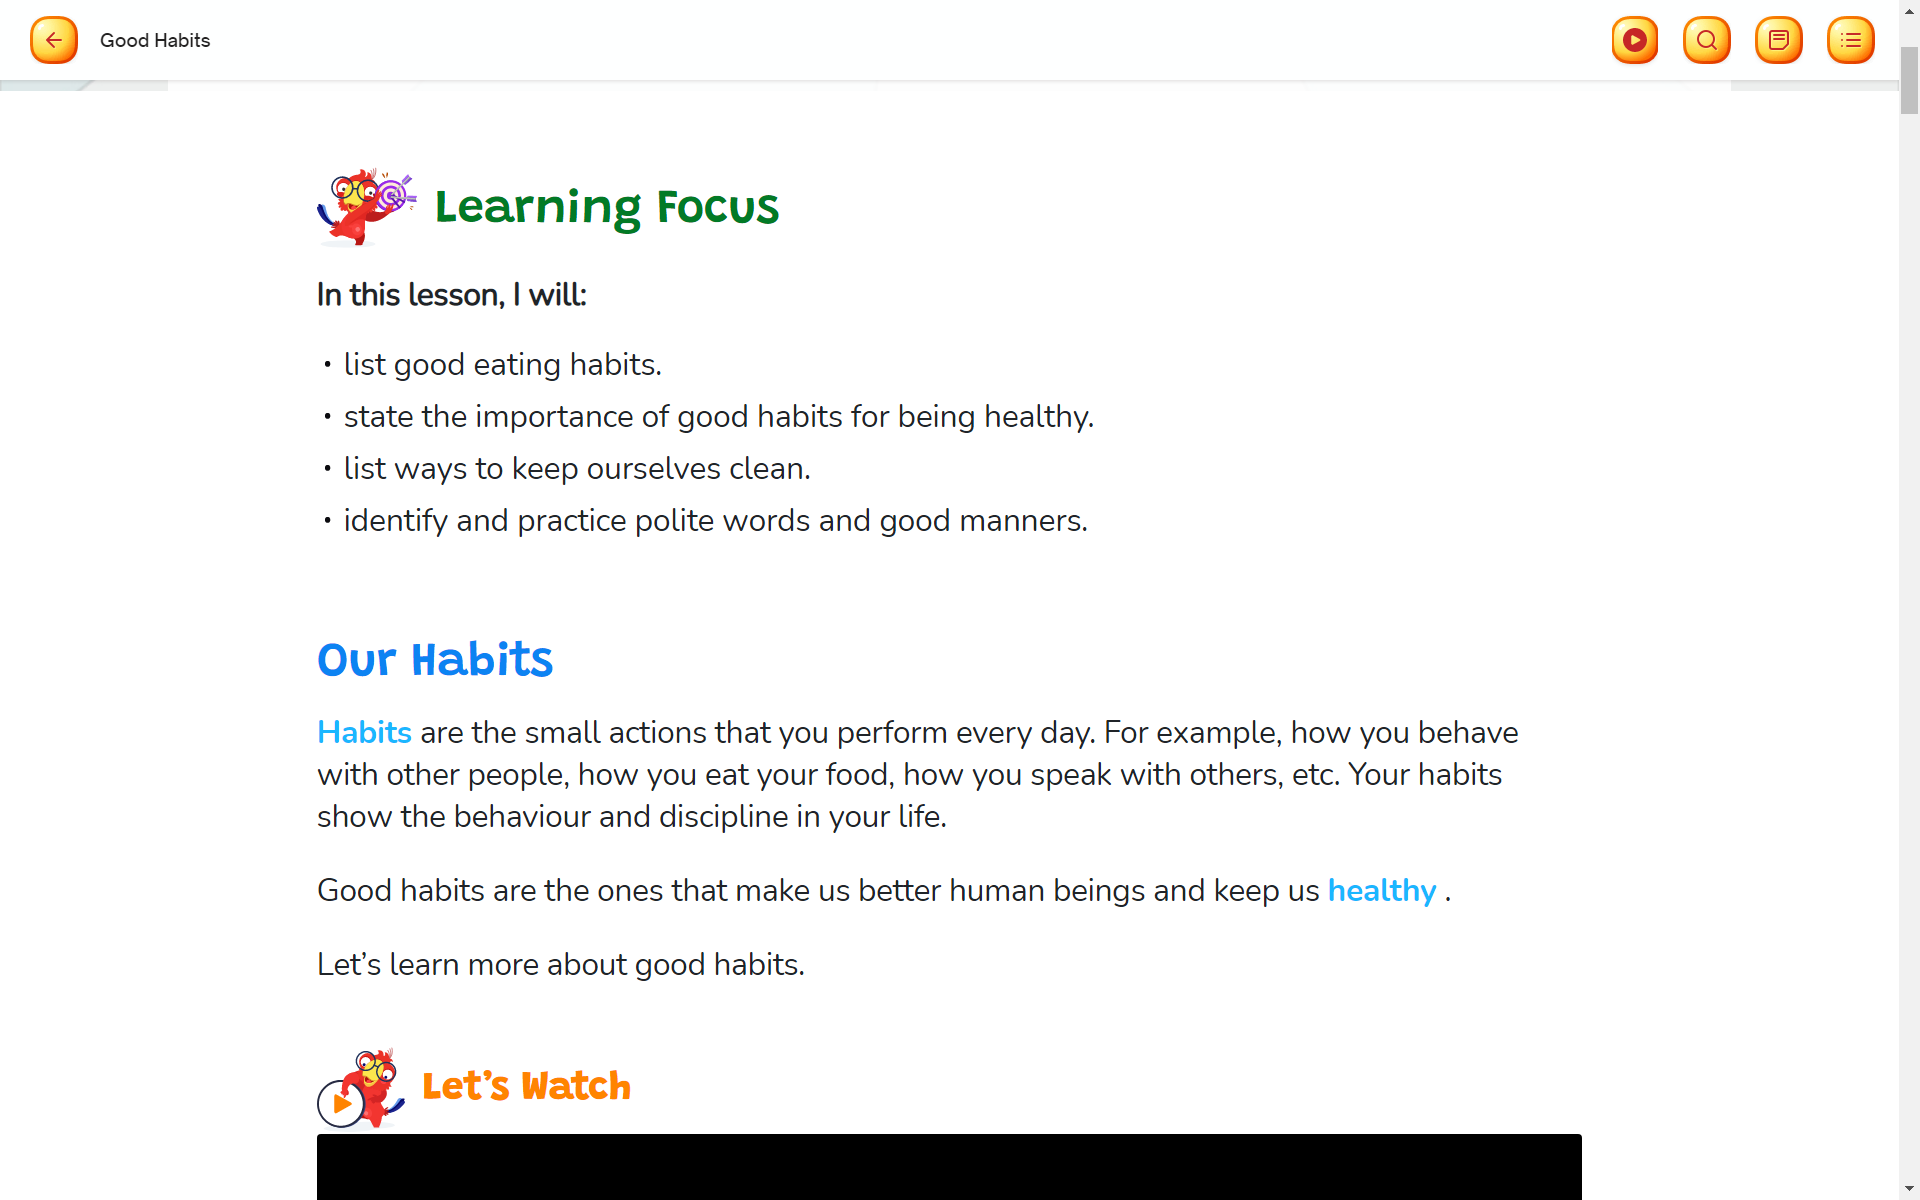 Good Habits
Learning Focus
In this lesson, I will:
• list good eating habits.
• state the importance of good habits for being healthy.
• list ways to keep ourselves clean.
• identify and practice polite words and good manners.
Our Habits
Habits are the small actions that you perform every day. For example, how you behave
with other people, how you eat your food, how you speak with others, etc. Your habits
show the behaviour and discipline in your life.
Good habits are the ones that make us better human beings and keep us healthy .
Let’s learn more about good habits.
Let’s Watch